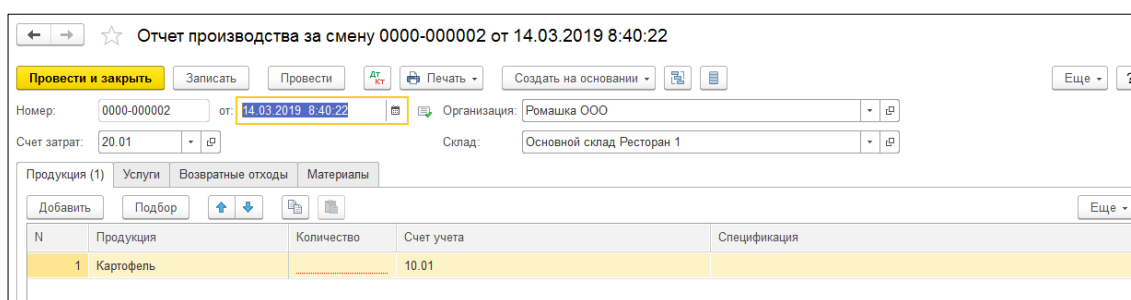 Отчет производства за смену 0000-000002 от 14.03.2019 8:40:22
Провести и закрыть Записать Провести Дт Кт Печать Создать на основании Еще ?
Номер: 0000-000002 от: 14.03.2019 8:40:22 Организация: Ромашка ООО
Счет затрат: 20.01 Склад: Основной склад Ресторан 1
Продукция (1) Услуги Возвратные отходы Материалы
Добавить Подбор Еще
N Продукция Количество Счет учета Спецификация
1 Картофель 10.01